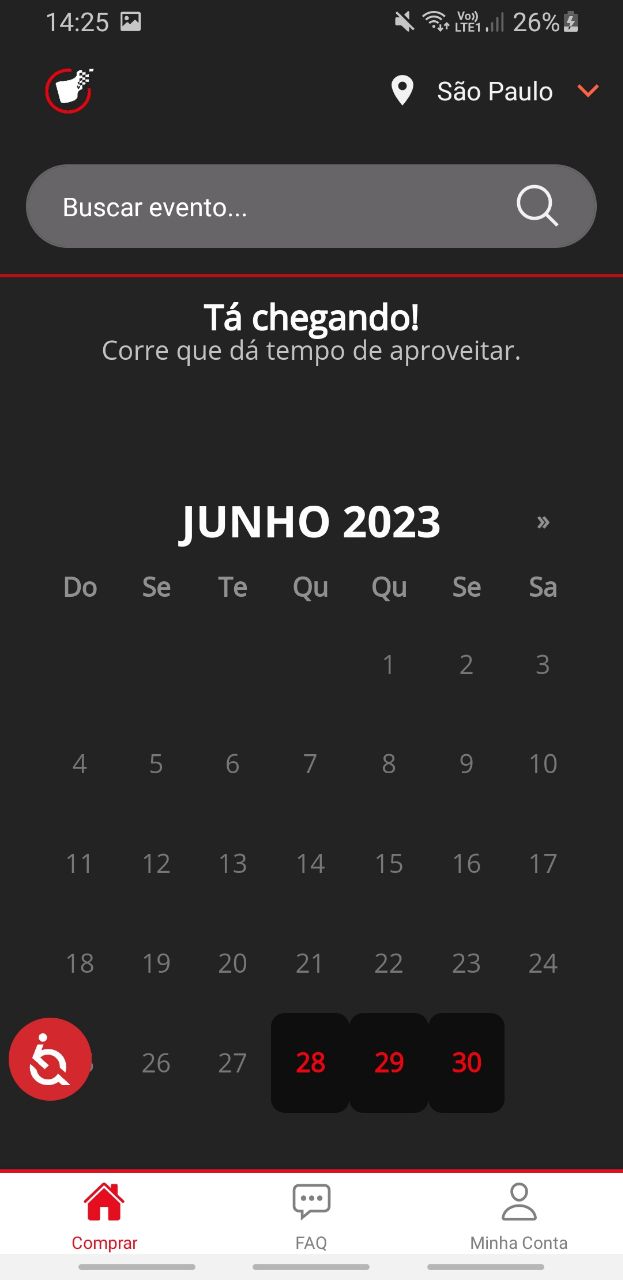 14:25 Vo)) LTE1 26%
São Paulo
Buscar evento...
Tá chegando!
Corre que dá tempo de aproveitar.
JUNHO 2023 »
Do Se Te Qu Qu Se Sa
1 2 3
4 5 6 7 8 9 10
11 12 13 14 15 16 17
18 19 20 21 22 23 24
26 27 28 29 30
Comprar FAQ Minha Conta